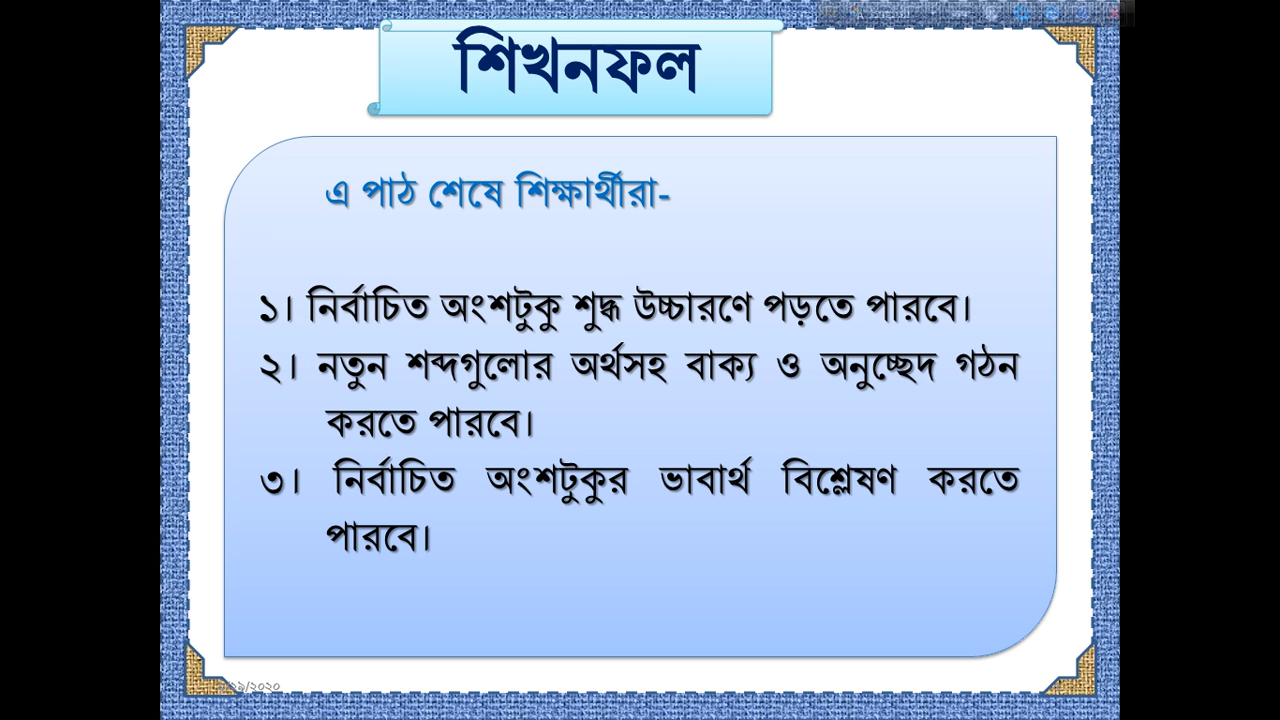 শিখনফল
এ পাঠ শেষে শিক্ষার্থীরা-
১। নির্বাচিত অংশটুকু শুদ্ধ উচ্চারণে পড়তে পারবে।
২। নতুন শব্দগুলোর অর্থসহ বাক্য ও অনুচ্ছেদ গঠন
করতে পারবে।
৩। নির্বাচিত অংশটুকুর ভাবার্থ বিশ্লেষণ করতে
পারবে।